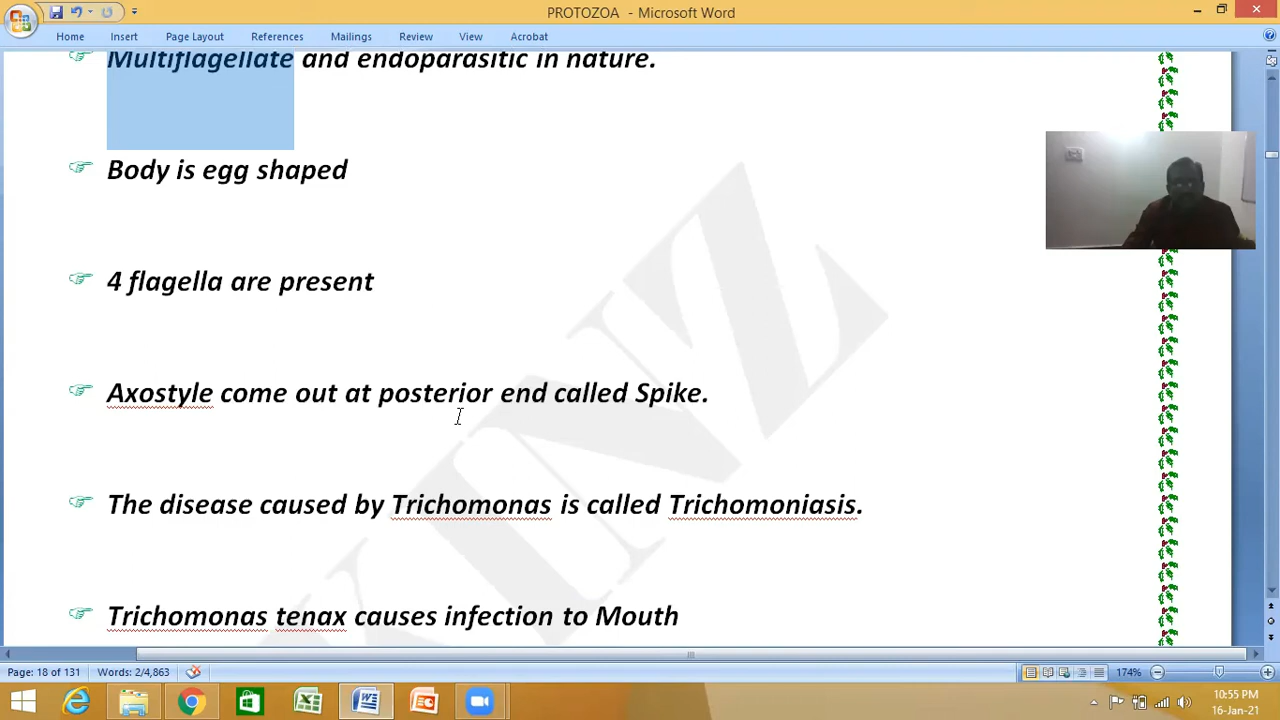 PROTOZOA - Microsoft Word
Home Insert Page Layout References Mailings Review View Acrobat
Multiflagellate and endoparasitic in nature.
Body is egg shaped
4 flagella are present
Axostyle come out at posterior end called Spike.
The disease caused by Trichomonas is called Trichomoniasis.
Trichomonas tenax causes infection to Mouth
KINZ
Page: 18 of 131 Words: 2/4,863 174%
10:55 PM
16-Jan-21